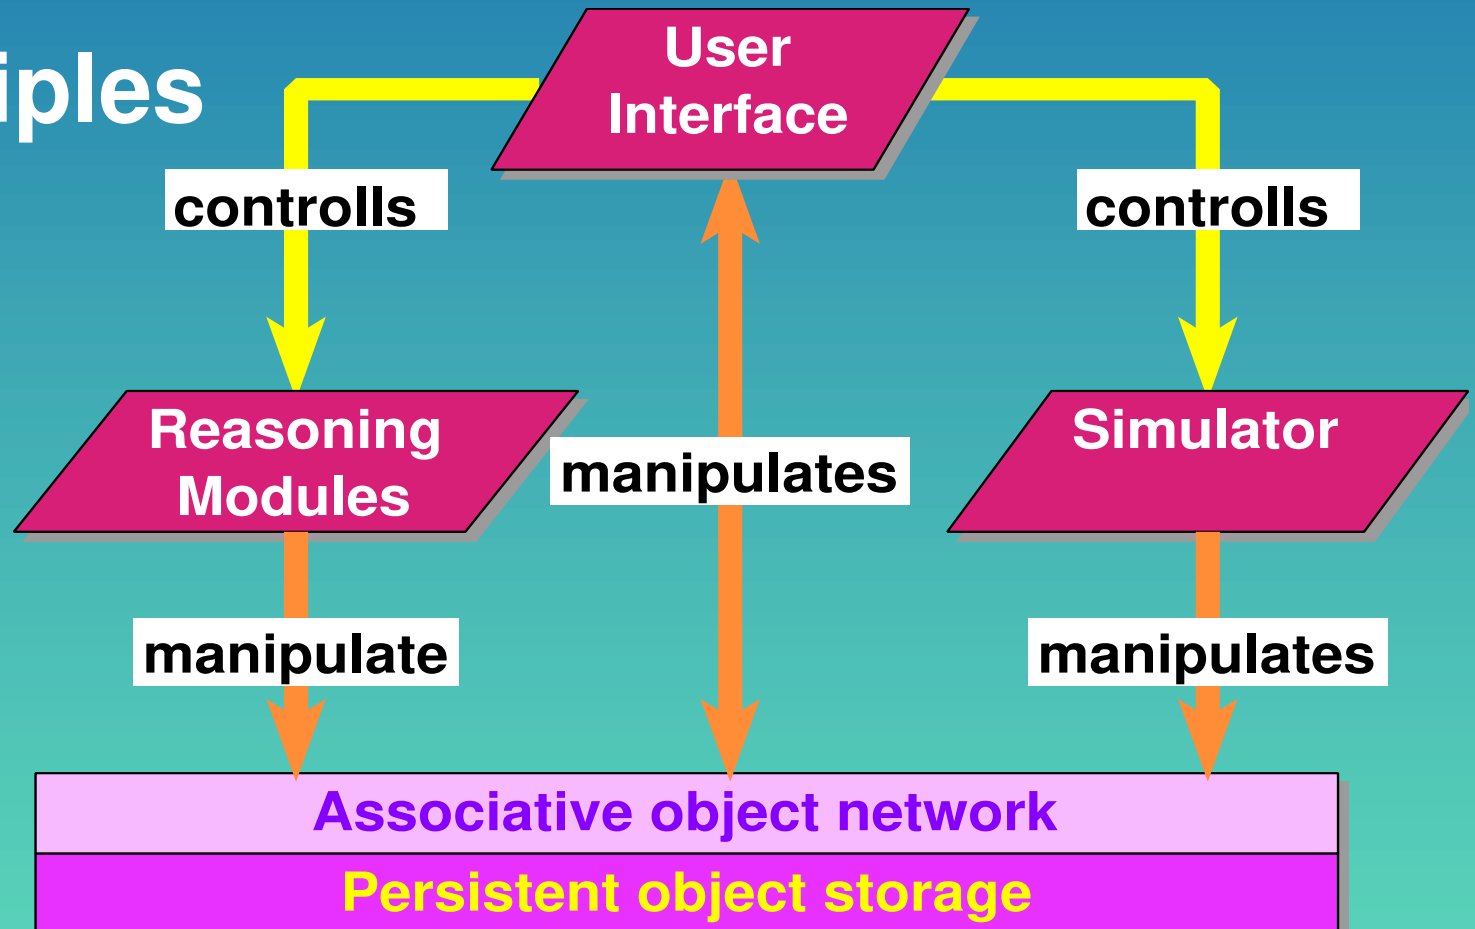 iples
User
Interface
controlls
controlls
Reasoning
Modules
manipulates
Simulator
manipulate
manipulates
Associative object network
Persistent object storage